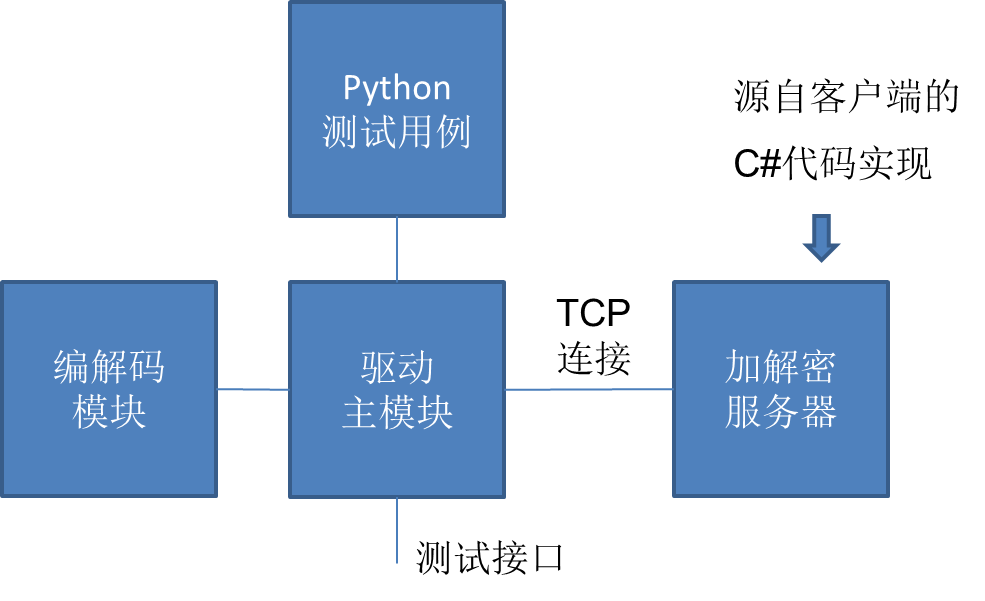 Python
测试用例
源自客户端的
C#代码实现
编解码
模块
驱动
主模块
TCP
连接
加解密
服务器
测试接口